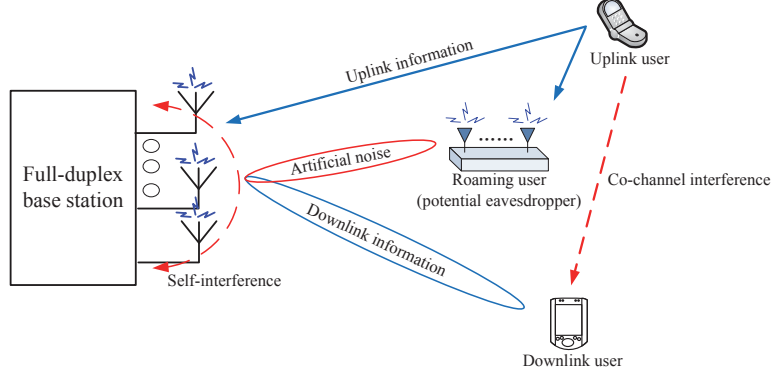 Uplink information
Uplink user
Full-duplex
base station
Artificial noise
Roaming user
(potential eavesdropper)
Co-channel interference
Downlink information
Self-interference
Downlink user